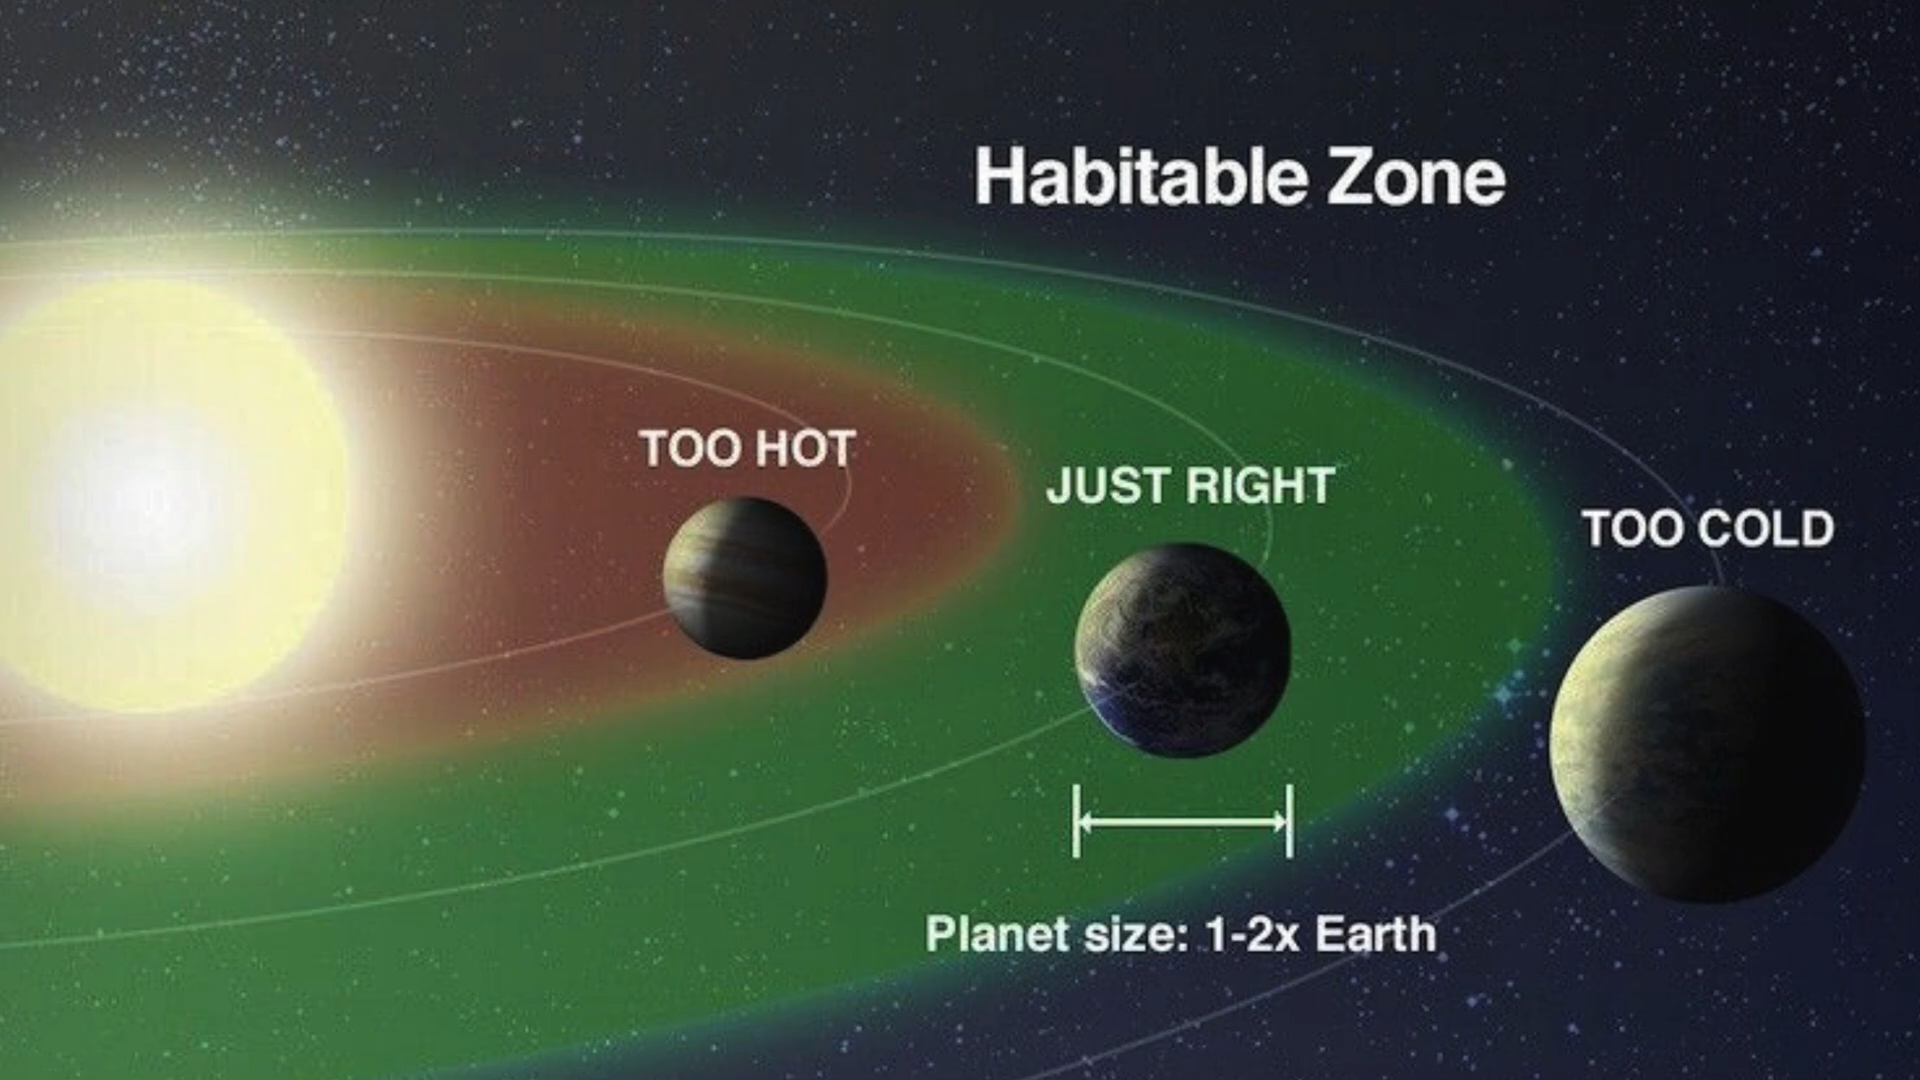 Habitable Zone
TOO HOT
JUST RIGHT
TOO COLD
Planet size: 1-2x Earth